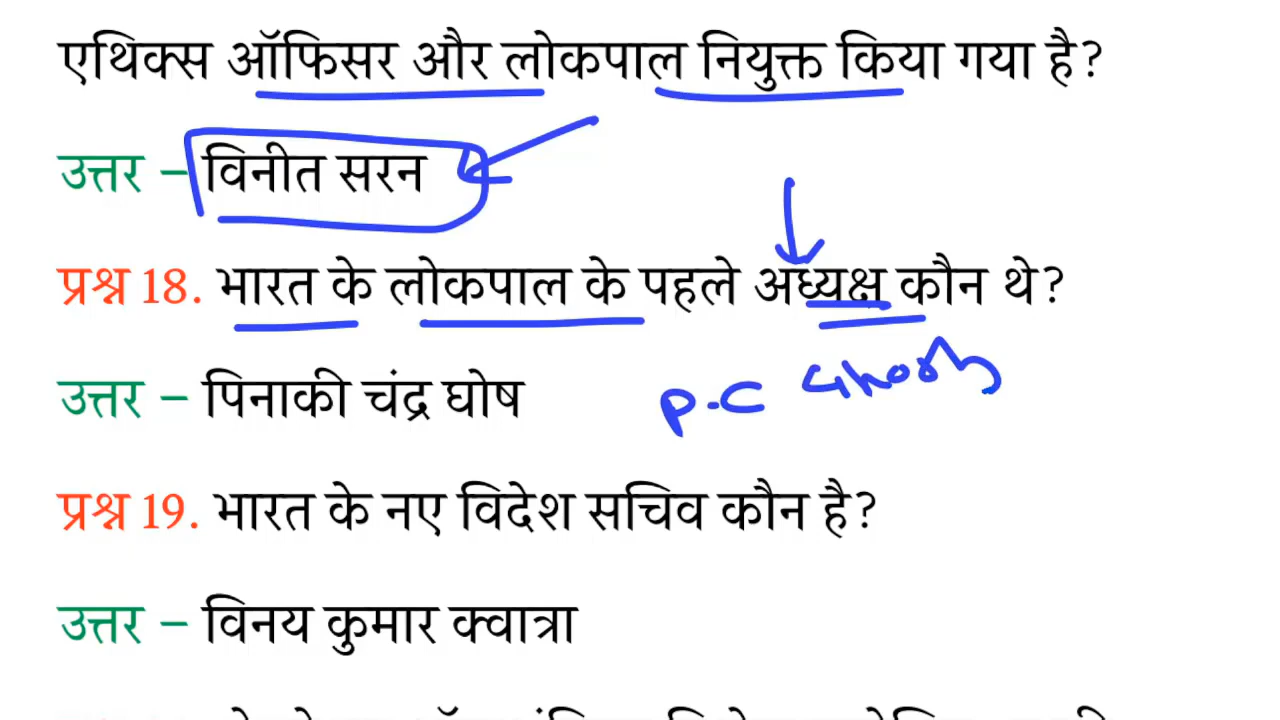 एथिक्स ऑफिसर और लोकपाल नियुक्त किया गया है?
उत्तर – विनीत सरन
प्रश्न 18. भारत के लोकपाल के पहले अध्यक्ष कौन थे?
उत्तर – पिनाकी चंद्र घोष
P.C Ghosh
प्रश्न 19. भारत के नए विदेश सचिव कौन है?
उत्तर – विनय कुमार क्वात्रा